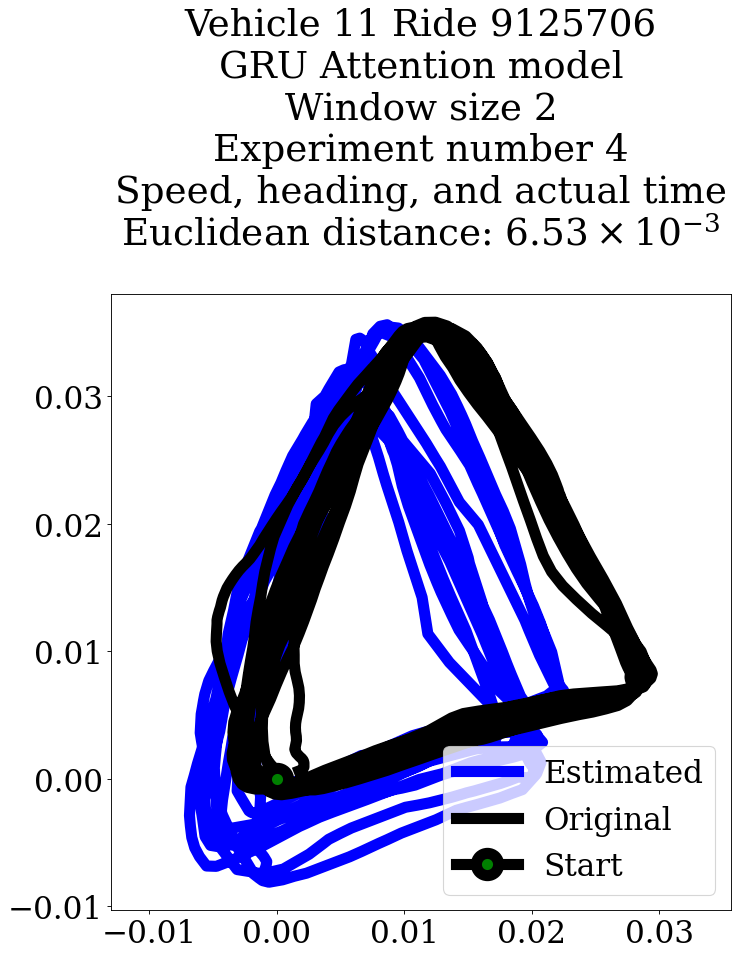 Vehicle 11 Ride 9125706
GRU Attention model
Window size 2
Experiment number 4
Speed, heading, and actual time
Euclidean distance: 6.53 × 10⁻³
0.03
0.02
0.01
0.00
−0.01
−0.01 0.00 0.01 0.02 0.03
Estimated
Original
Start